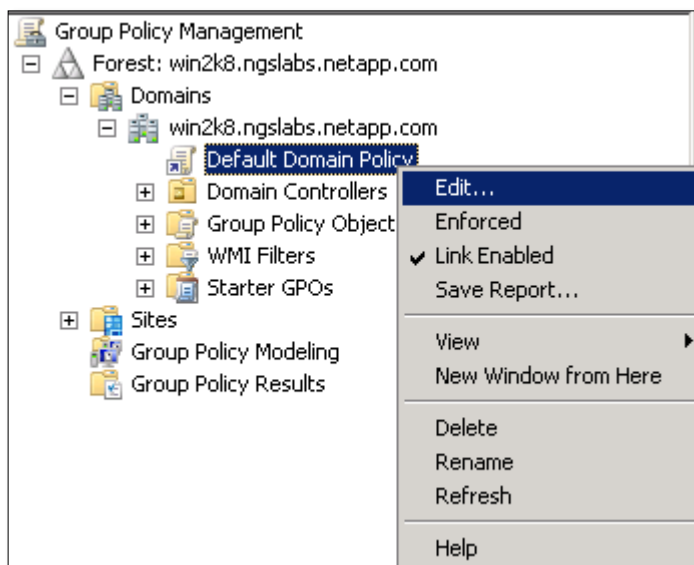 Group Policy Management
Forest: win2k8.ngslabs.netapp.com
Domains
win2k8.ngslabs.netapp.com
Default Domain Policy
Domain Controllers
Group Policy Object
WMI Filters
Starter GPOs
Sites
Group Policy Modeling
Group Policy Results
Edit...
Enforced
Link Enabled
Save Report...
View
New Window from Here
Delete
Rename
Refresh
Help